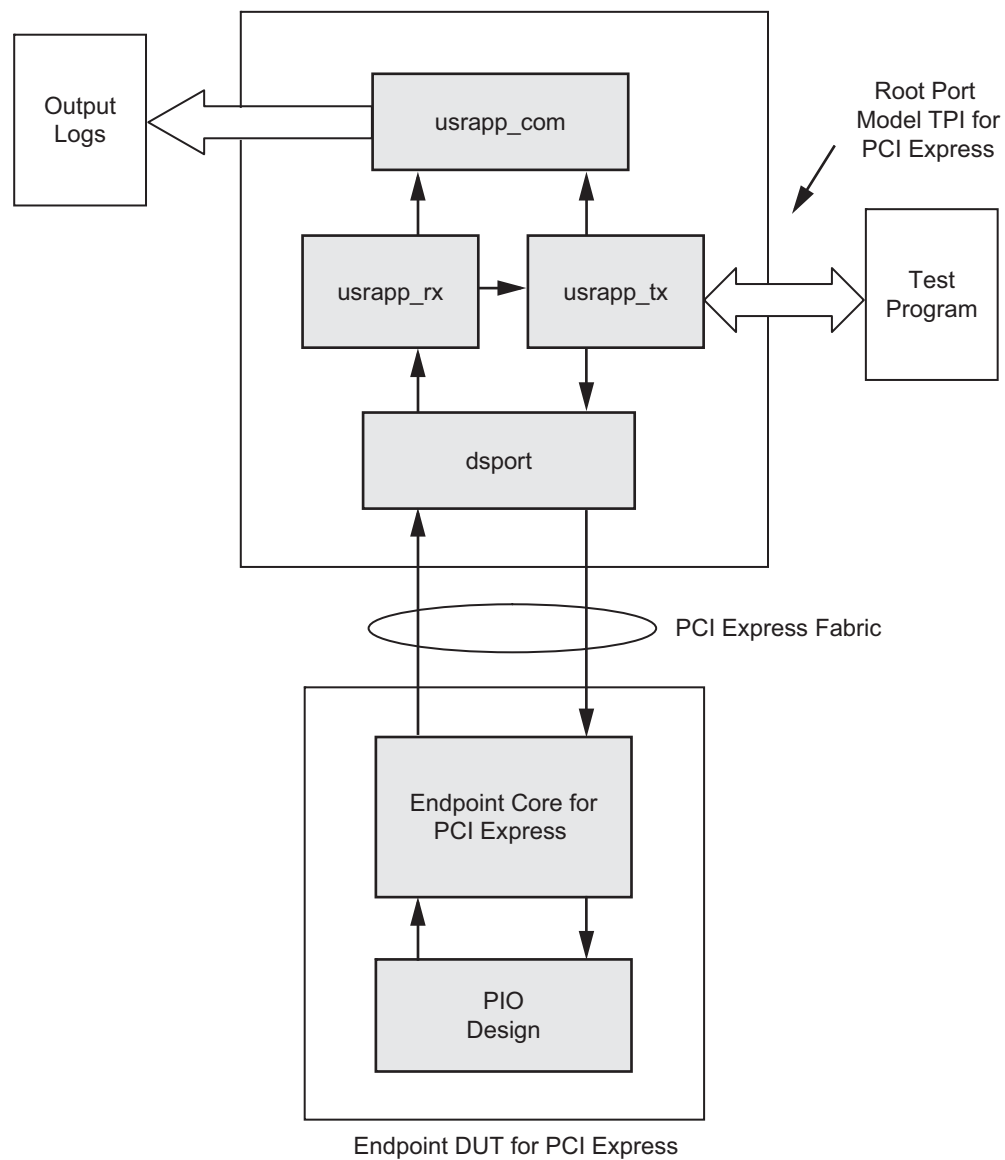 Output
Logs
usrapp_com
Root Port
Model TPI for
PCI Express
usrapp_rx
usrapp_tx
Test
Program
dsport
PCI Express Fabric
Endpoint Core for
PCI Express
PIO
Design
Endpoint DUT for PCI Express